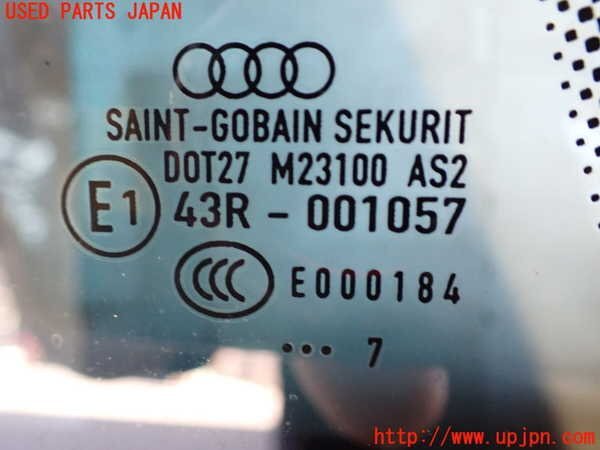 USED PARTS JAPAN
SAINT-GOBAIN SEKURIT
DOT27 M23100 AS2
E1 43R - 001057
CCC E000184
••• 7
http://www.upjpn.com/